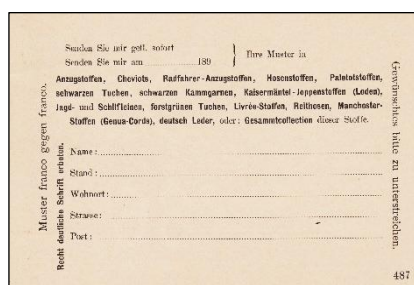 Senden Sie mir gefl. sofort
Senden Sie mir am 189
Ihre Muster in
Anzugstoffen, Cheviots, Radfahrer-Anzugstoffen, Hosenstoffen, Paletotstoffen,
schwarzen Tuchen, schwarzen Kammgarnen, Kaisermäntel-Joppenstoffen (Loden),
Jagd- und Schilfleinen, forstgrünen Tuchen, Livrée-Stoffen, Reithosen, Manchester-
Stoffen (Genua-Cords), deutsch Leder, oder: Gesammtcollection dieser Stoffe.
Muster franco gegen franco.
Recht deutliche Schrift erbeten.
Name:
Stand:
Wohnort:
Strasse:
Post:
Gewünschtes bitte zu unterstreichen.
487